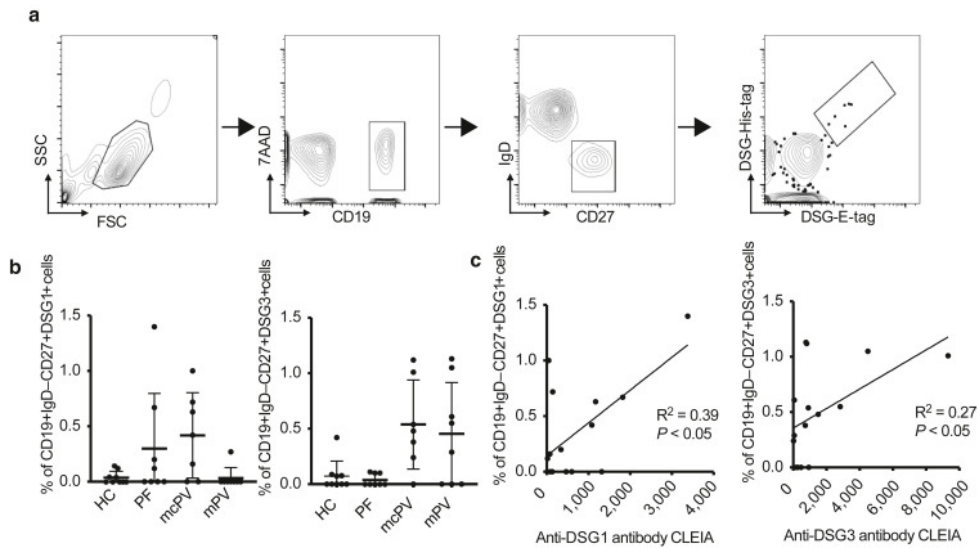 a
SSC
FSC
7AAD
CD19
IgD
CD27
DSG-His-tag
DSG-E-tag
b
% of CD19+IgD–CD27+DSG1+cells
1.5
1.0
0.5
0.0
HC
PF
mcPV
mPV
% of CD19+IgD–CD27+DSG3+cells
1.5
1.0
0.5
0.0
HC
PF
mcPV
mPV
c
% of CD19+IgD–CD27+DSG1+cells
1.5
1.0
0.5
0.0
R² = 0.39
P < 0.05
0
1,000
2,000
3,000
4,000
Anti-DSG1 antibody CLEIA
% of CD19+IgD–CD27+DSG3+cells
1.5
1.0
0.5
0.0
R² = 0.27
P < 0.05
0
2,000
4,000
6,000
8,000
10,000
Anti-DSG3 antibody CLEIA